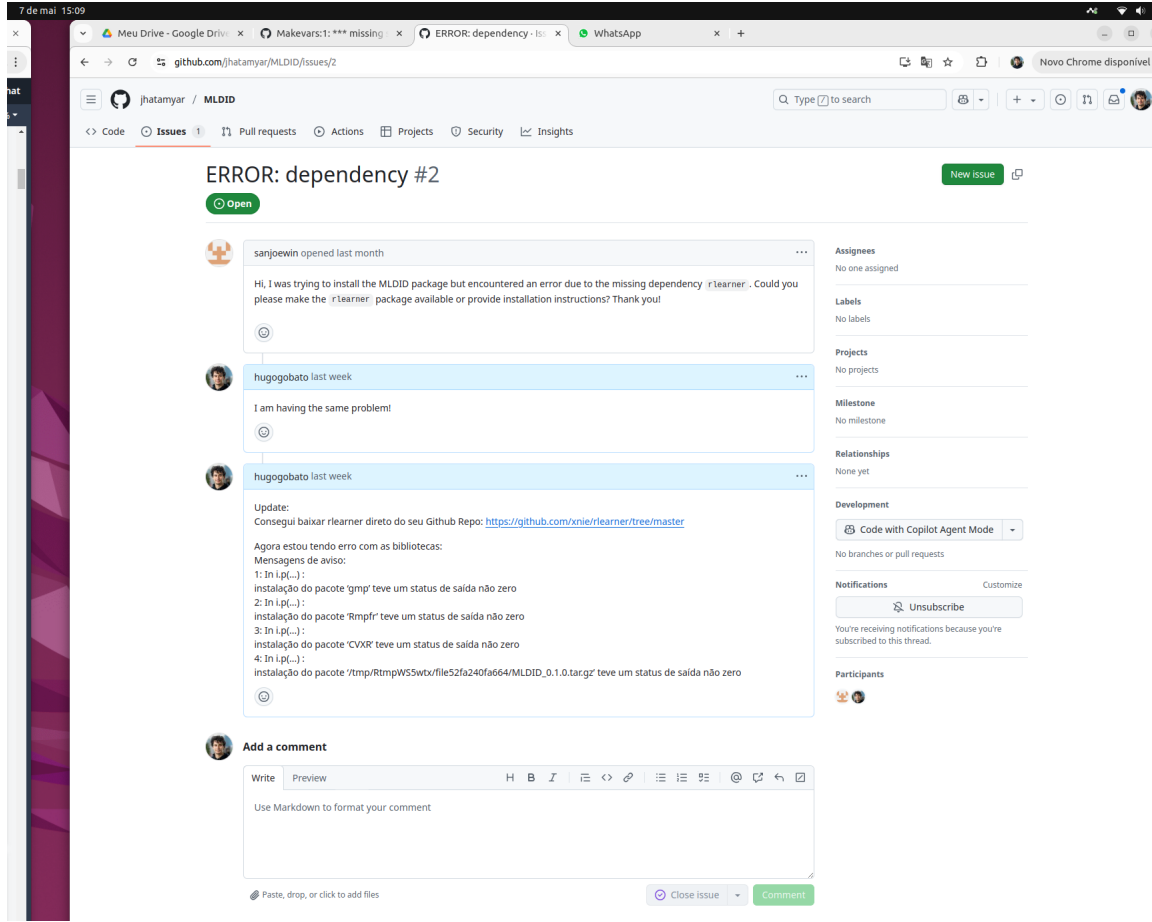 7 de mai 15:09
Meu Drive - Google Drive
Makevars:1: *** missing
ERROR: dependency · Iss
WhatsApp
github.com/jhatamyar/MLDID/issues/2
Novo Chrome disponível
hat
jhatamyar / MLDID
Type / to search
Code
Issues 1
Pull requests
Actions
Projects
Security
Insights
ERROR: dependency #2
New issue
Open
sanjoewin opened last month
Hi, I was trying to install the MLDID package but encountered an error due to the missing dependency rlearner . Could you
please make the rlearner package available or provide installation instructions? Thank you!
hugogobato last week
I am having the same problem!
hugogobato last week
Update:
Consegui baixar rlearner direto do seu Github Repo: https://github.com/xnie/rlearner/tree/master
Agora estou tendo erro com as bibliotecas:
Mensagens de aviso:
1: In i.p(...) :
instalação do pacote ‘gmp’ teve um status de saída não zero
2: In i.p(...) :
instalação do pacote ‘Rmpfr’ teve um status de saída não zero
3: In i.p(...) :
instalação do pacote ‘CVXR’ teve um status de saída não zero
4: In i.p(...) :
instalação do pacote ‘/tmp/RtmpWS5wtx/file52fa240fa664/MLDID_0.1.0.tar.gz’ teve um status de saída não zero
Assignees
No one assigned
Labels
No labels
Projects
No projects
Milestone
No milestone
Relationships
None yet
Development
Code with Copilot Agent Mode
No branches or pull requests
Notifications
Customize
Unsubscribe
You're receiving notifications because you're
subscribed to this thread.
Participants
Add a comment
Write
Preview
H B I
Use Markdown to format your comment
Paste, drop, or click to add files
Close issue
Comment